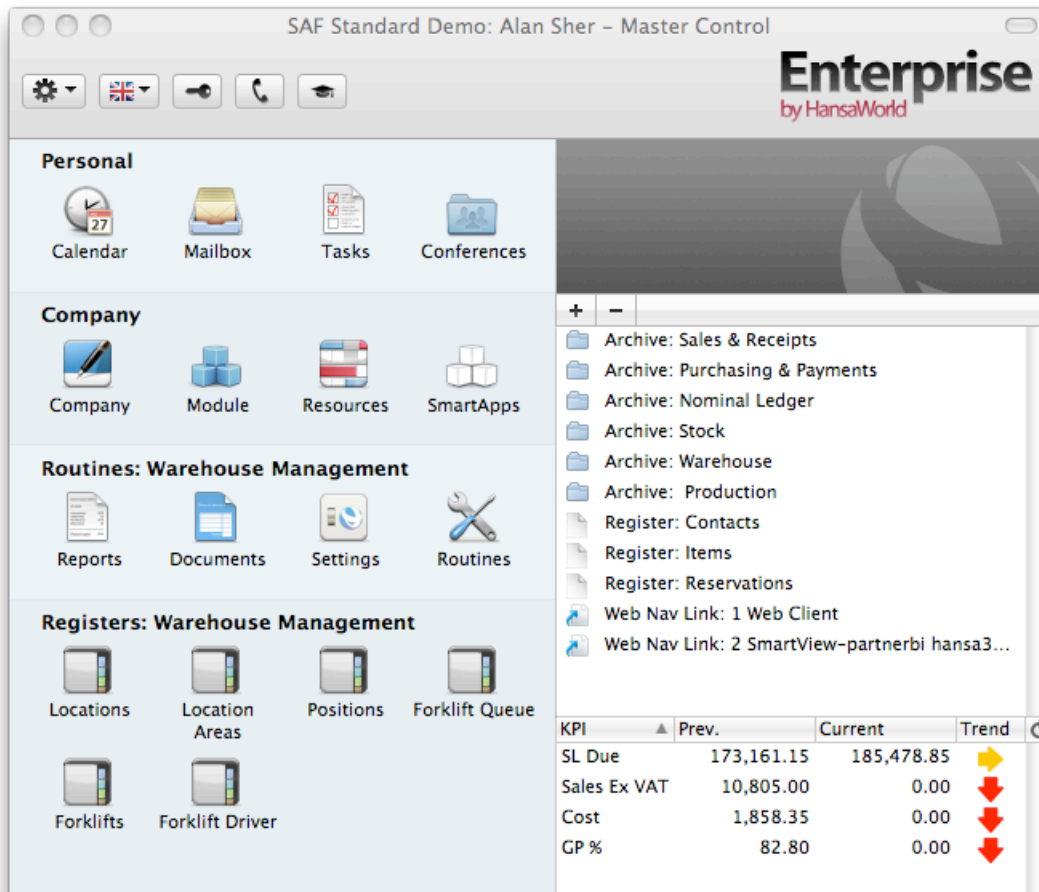 SAF Standard Demo: Alan Sher – Master Control
Enterprise
by HansaWorld
Personal
27
Calendar
Mailbox
Tasks
Conferences
Company
Company
Module
Resources
SmartApps
Routines: Warehouse Management
Reports
Documents
Settings
Routines
Registers: Warehouse Management
Locations
Location
Areas
Positions
Forklift Queue
Forklifts
Forklift Driver
+ −
Archive: Sales & Receipts
Archive: Purchasing & Payments
Archive: Nominal Ledger
Archive: Stock
Archive: Warehouse
Archive:  Production
Register: Contacts
Register: Items
Register: Reservations
Web Nav Link: 1 Web Client
Web Nav Link: 2 SmartView-partnerbi hansa3...
KPI Prev. Current Trend
SL Due 173,161.15 185,478.85
Sales Ex VAT 10,805.00 0.00
Cost 1,858.35 0.00
GP % 82.80 0.00